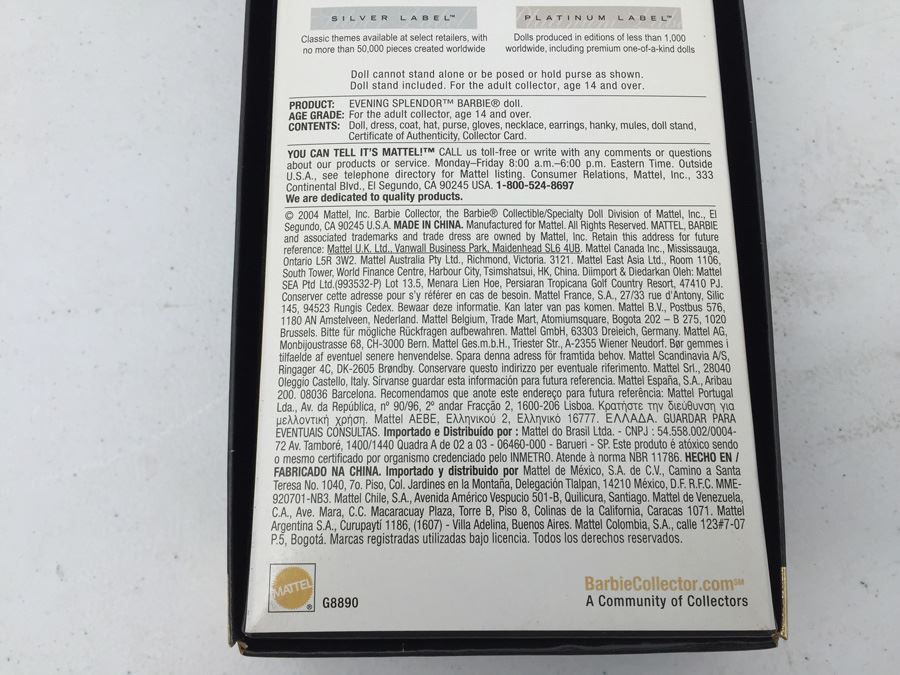 SILVER LABEL™ PLATINUM LABEL™
Classic themes available at select retailers, with Dolls produced in editions of less than 1,000
no more than 50,000 pieces created worldwide worldwide, including premium one-of-a-kind dolls
Doll cannot stand alone or be posed or hold purse as shown.
Doll stand included. For the adult collector, age 14 and over.
PRODUCT: EVENING SPLENDOR™ BARBIE® doll.
AGE GRADE: For the adult collector, age 14 and over.
CONTENTS: Doll, dress, coat, hat, purse, gloves, necklace, earrings, hanky, mules, doll stand,
Certificate of Authenticity, Collector Card.
YOU CAN TELL IT'S MATTEL!™ CALL us toll-free or write with any comments or questions
about our products or service. Monday–Friday 8:00 a.m.–6:00 p.m. Eastern Time. Outside
U.S.A., see telephone directory for Mattel listing. Consumer Relations, Mattel, Inc., 333
Continental Blvd., El Segundo, CA 90245 USA. 1-800-524-8697
We are dedicated to quality products.
© 2004 Mattel, Inc. Barbie Collector, the Barbie® Collectible/Specialty Doll Division of Mattel, Inc., El
Segundo, CA 90245 U.S.A. MADE IN CHINA. Manufactured for Mattel. All Rights Reserved. MATTEL, BARBIE
and associated trademarks and trade dress are owned by Mattel, Inc. Retain this address for future
reference: Mattel U.K. Ltd., Vanwall Business Park, Maidenhead SL6 4UB. Mattel Canada Inc., Mississauga,
Ontario L5R 3W2. Mattel Australia Pty Ltd., Richmond, Victoria. 3121. Mattel East Asia Ltd., Room 1106,
South Tower, World Finance Centre, Harbour City, Tsimshatsui, HK, China. Diimport & Diedarkan Oleh: Mattel
SEA Ptd Ltd.(993532-P) Lot 13.5, Menara Lien Hoe, Persiaran Tropicana Golf Country Resort, 47410 PJ.
Conserver cette adresse pour s'y référer en cas de besoin. Mattel France, S.A., 27/33 rue d'Antony, Silic
145, 94523 Rungis Cedex. Bewaar deze informatie. Kan later van pas komen. Mattel B.V., Postbus 576,
1180 AN Amstelveen, Nederland. Mattel Belgium, Trade Mart, Atomiumsquare, Bogota 202 – B 275, 1020
Brussels. Bitte für mögliche Rückfragen aufbewahren. Mattel GmbH, 63303 Dreieich, Germany. Mattel AG,
Monbijoustrasse 68, CH-3000 Bern. Mattel Ges.m.b.H., Triester Str., A-2355 Wiener Neudorf. Bør gemmes i
tilfaelde af eventuel senere henvendelse. Spara denna adress för framtida behov. Mattel Scandinavia A/S,
Ringager 4C, DK-2605 Brøndby. Conservare questo indirizzo per eventuale riferimento. Mattel Srl., 28040
Oleggio Castello, Italy. Sírvanse guardar esta información para futura referencia. Mattel España, S.A., Aribau
200. 08036 Barcelona. Recomendamos que anote este endereço para futura referência: Mattel Portugal
Lda., Av. da República, nº 90/96, 2º andar Fracção 2, 1600-206 Lisboa. Κρατήστε την διεύθυνση για
μελλοντική χρήση. Mattel AEBE, Ελληνικού 2, Ελληνικό 16777. ΕΛΛΑΔΑ. GUARDAR PARA
EVENTUAIS CONSULTAS. Importado e Distribuido por : Mattel do Brasil Ltda. - CNPJ : 54.558.002/0004-
72 Av. Tamboré, 1400/1440 Quadra A de 02 a 03 - 06460-000 - Barueri - SP. Este produto é atóxico sendo
o mesmo certificado por organismo credenciado pelo INMETRO. Atende à norma NBR 11786. HECHO EN /
FABRICADO NA CHINA. Importado y distribuido por Mattel de México, S.A. de C.V., Camino a Santa
Teresa No. 1040, 7o. Piso, Col. Jardines en la Montaña, Delegación Tlalpan, 14210 México, D.F. R.F.C. MME-
920701-NB3. Mattel Chile, S.A., Avenida Américo Vespucio 501-B, Quilicura, Santiago. Mattel de Venezuela,
C.A., Ave. Mara, C.C. Macaracuay Plaza, Torre B, Piso 8, Colinas de la California, Caracas 1071. Mattel
Argentina S.A., Curupaytí 1186, (1607) - Villa Adelina, Buenos Aires. Mattel Colombia, S.A., calle 123#7-07
P.5, Bogotá. Marcas registradas utilizadas bajo licencia. Todos los derechos reservados.
MATTEL ® G8890
BarbieCollector.com℠
A Community of Collectors